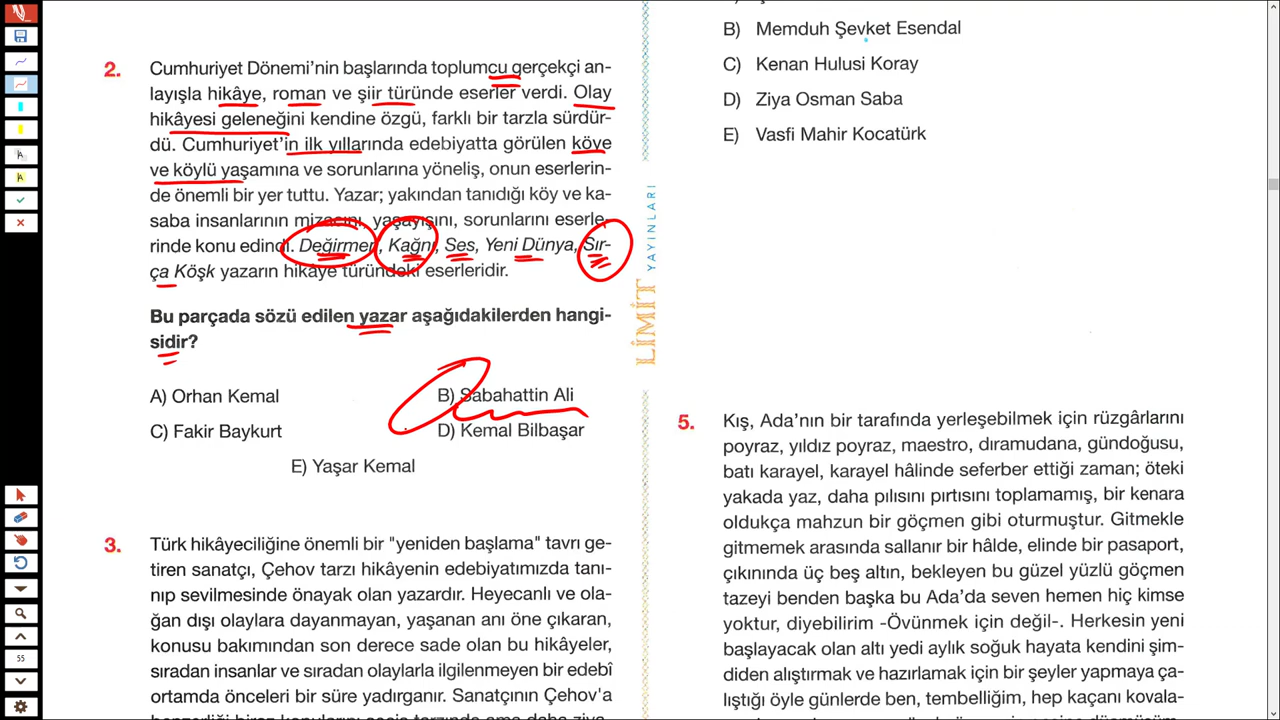 2.
Cumhuriyet Dönemi’nin başlarında toplumcu gerçekçi an-
layışla hikâye, roman ve şiir türünde eserler verdi. Olay
hikâyesi geleneğini kendine özgü, farklı bir tarzla sürdür-
dü. Cumhuriyet’in ilk yıllarında edebiyatta görülen köye
ve köylü yaşamına ve sorunlarına yöneliş, onun eserlerin-
de önemli bir yer tuttu. Yazar; yakından tanıdığı köy ve ka-
saba insanlarının mizacını, yaşayışını, sorunlarını eserle-
rinde konu edindi. Değirmen, Kağnı, Ses, Yeni Dünya, Sır-
ça Köşk yazarın hikâye türündeki eserleridir.
Bu parçada sözü edilen yazar aşağıdakilerden hangi-
sidir?
A) Orhan Kemal
B) Sabahattin Ali
C) Fakir Baykurt
D) Kemal Bilbaşar
E) Yaşar Kemal
3.
Türk hikâyeciliğine önemli bir "yeniden başlama" tavrı ge-
tiren sanatçı, Çehov tarzı hikâyenin edebiyatımızda tanı-
nıp sevilmesinde önayak olan yazardır. Heyecanlı ve ola-
ğan dışı olaylara dayanmayan, yaşanan anı öne çıkaran,
konusu bakımından son derece sade olan bu hikâyeler,
sıradan insanlar ve sıradan olaylarla ilgilenmeyen bir edebî
ortamda önceleri bir süre yadırganır. Sanatçının Çehov'a
LİMİT YAYINLARI
B) Memduh Şevket Esendal
C) Kenan Hulusi Koray
D) Ziya Osman Saba
E) Vasfi Mahir Kocatürk
5.
Kış, Ada’nın bir tarafında yerleşebilmek için rüzgârlarını
poyraz, yıldız poyraz, maestro, dıramudana, gündoğusu,
batı karayel, karayel hâlinde seferber ettiği zaman; öteki
yakada yaz, daha pılısını pırtısını toplamamış, bir kenara
oldukça mahzun bir göçmen gibi oturmuştur. Gitmekle
gitmemek arasında sallanır bir hâlde, elinde bir pasaport,
çıkınında üç beş altın, bekleyen bu güzel yüzlü göçmen
tazeyi benden başka bu Ada’da seven hemen hiç kimse
yoktur, diyebilirim -Övünmek için değil-. Herkesin yeni
başlayacak olan altı yedi aylık soğuk hayata kendini şim-
diden alıştırmak ve hazırlamak için bir şeyler yapmaya ça-
lıştığı öyle günlerde ben, tembelliğim, hep kaçanı kovala-
55